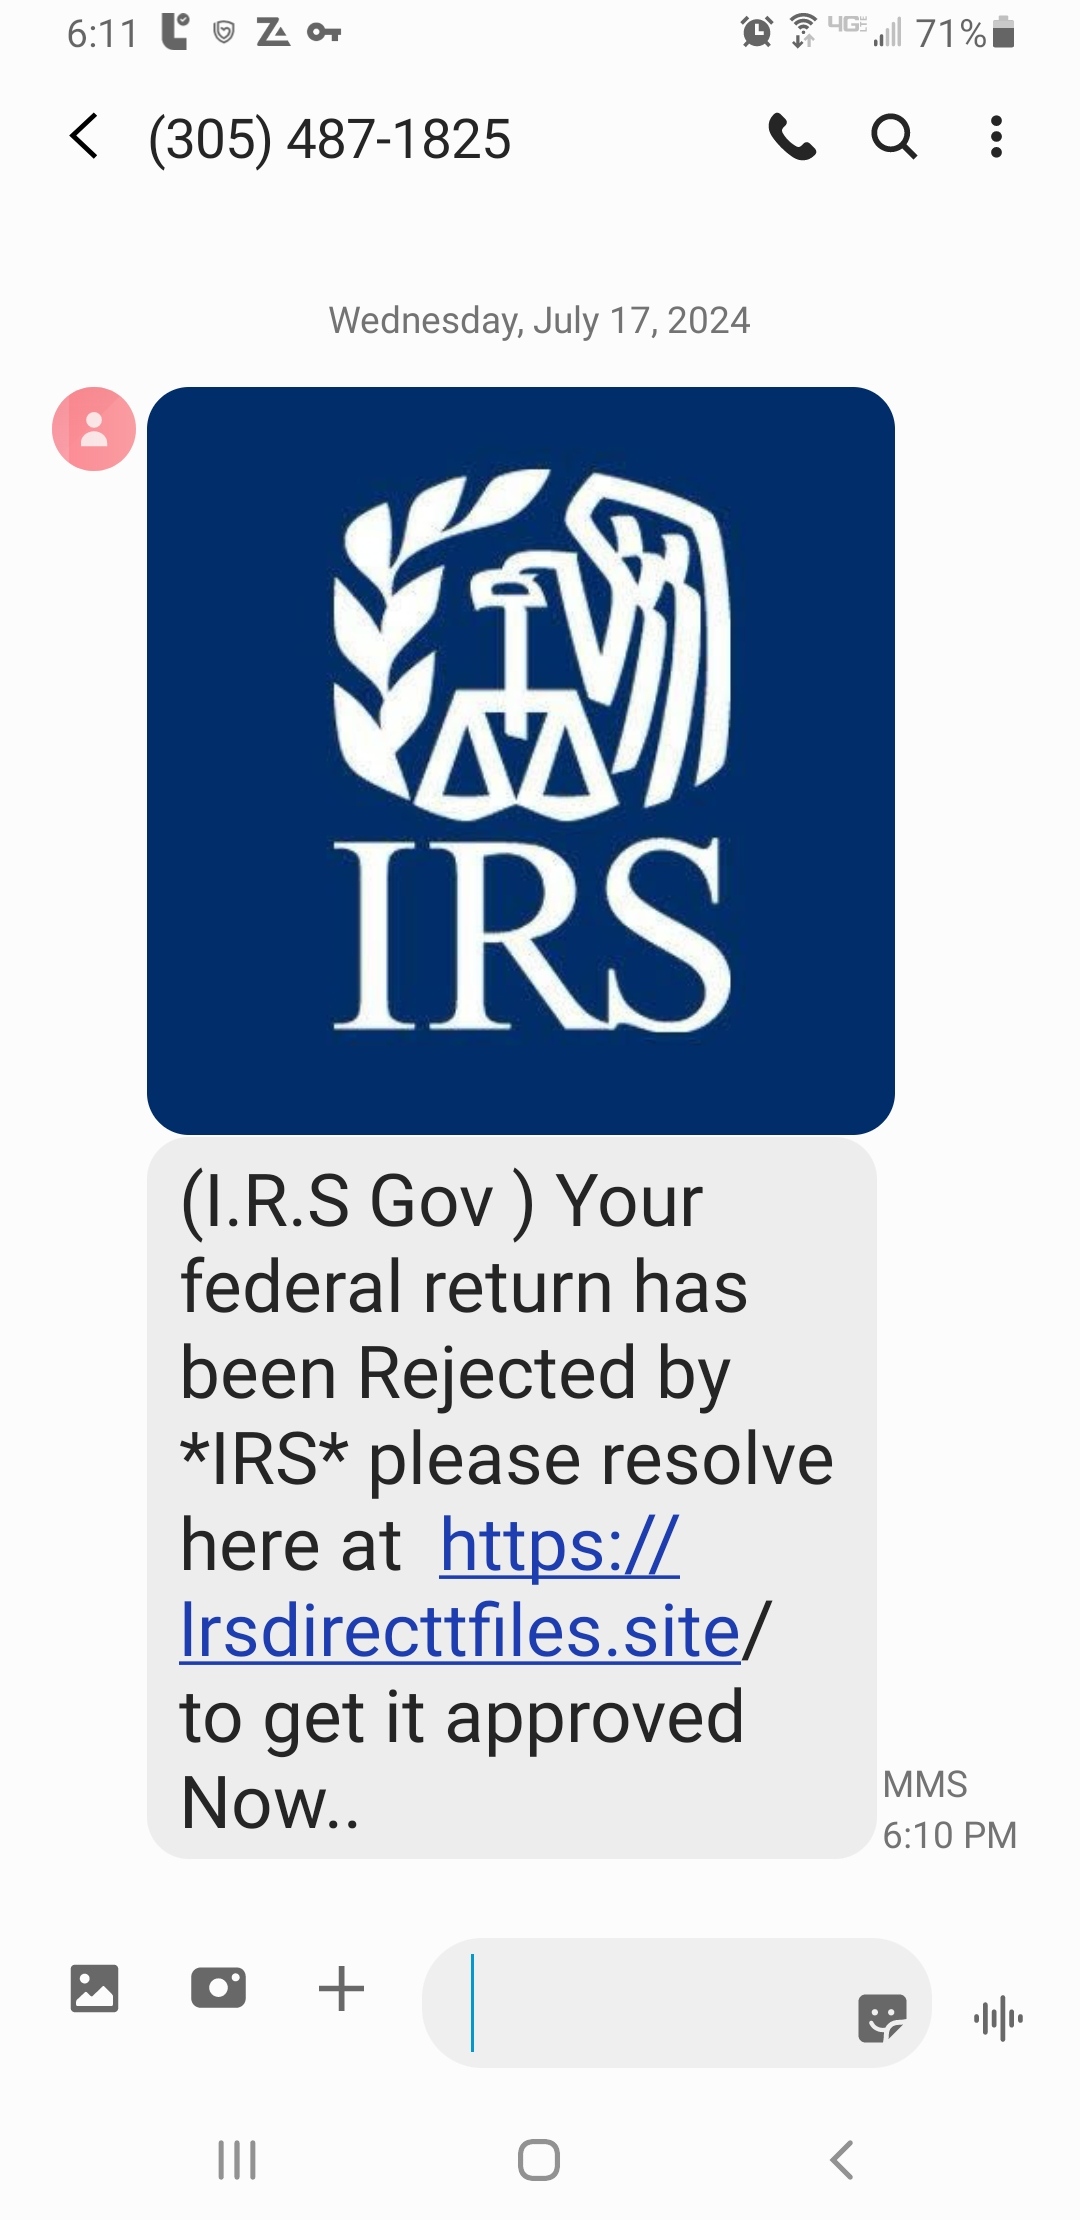 6:11 71%
(305) 487-1825
Wednesday, July 17, 2024
IRS
(I.R.S Gov ) Your
federal return has
been Rejected by
*IRS* please resolve
here at  https://
lrsdirecttfiles.site/
to get it approved
Now..
MMS
6:10 PM